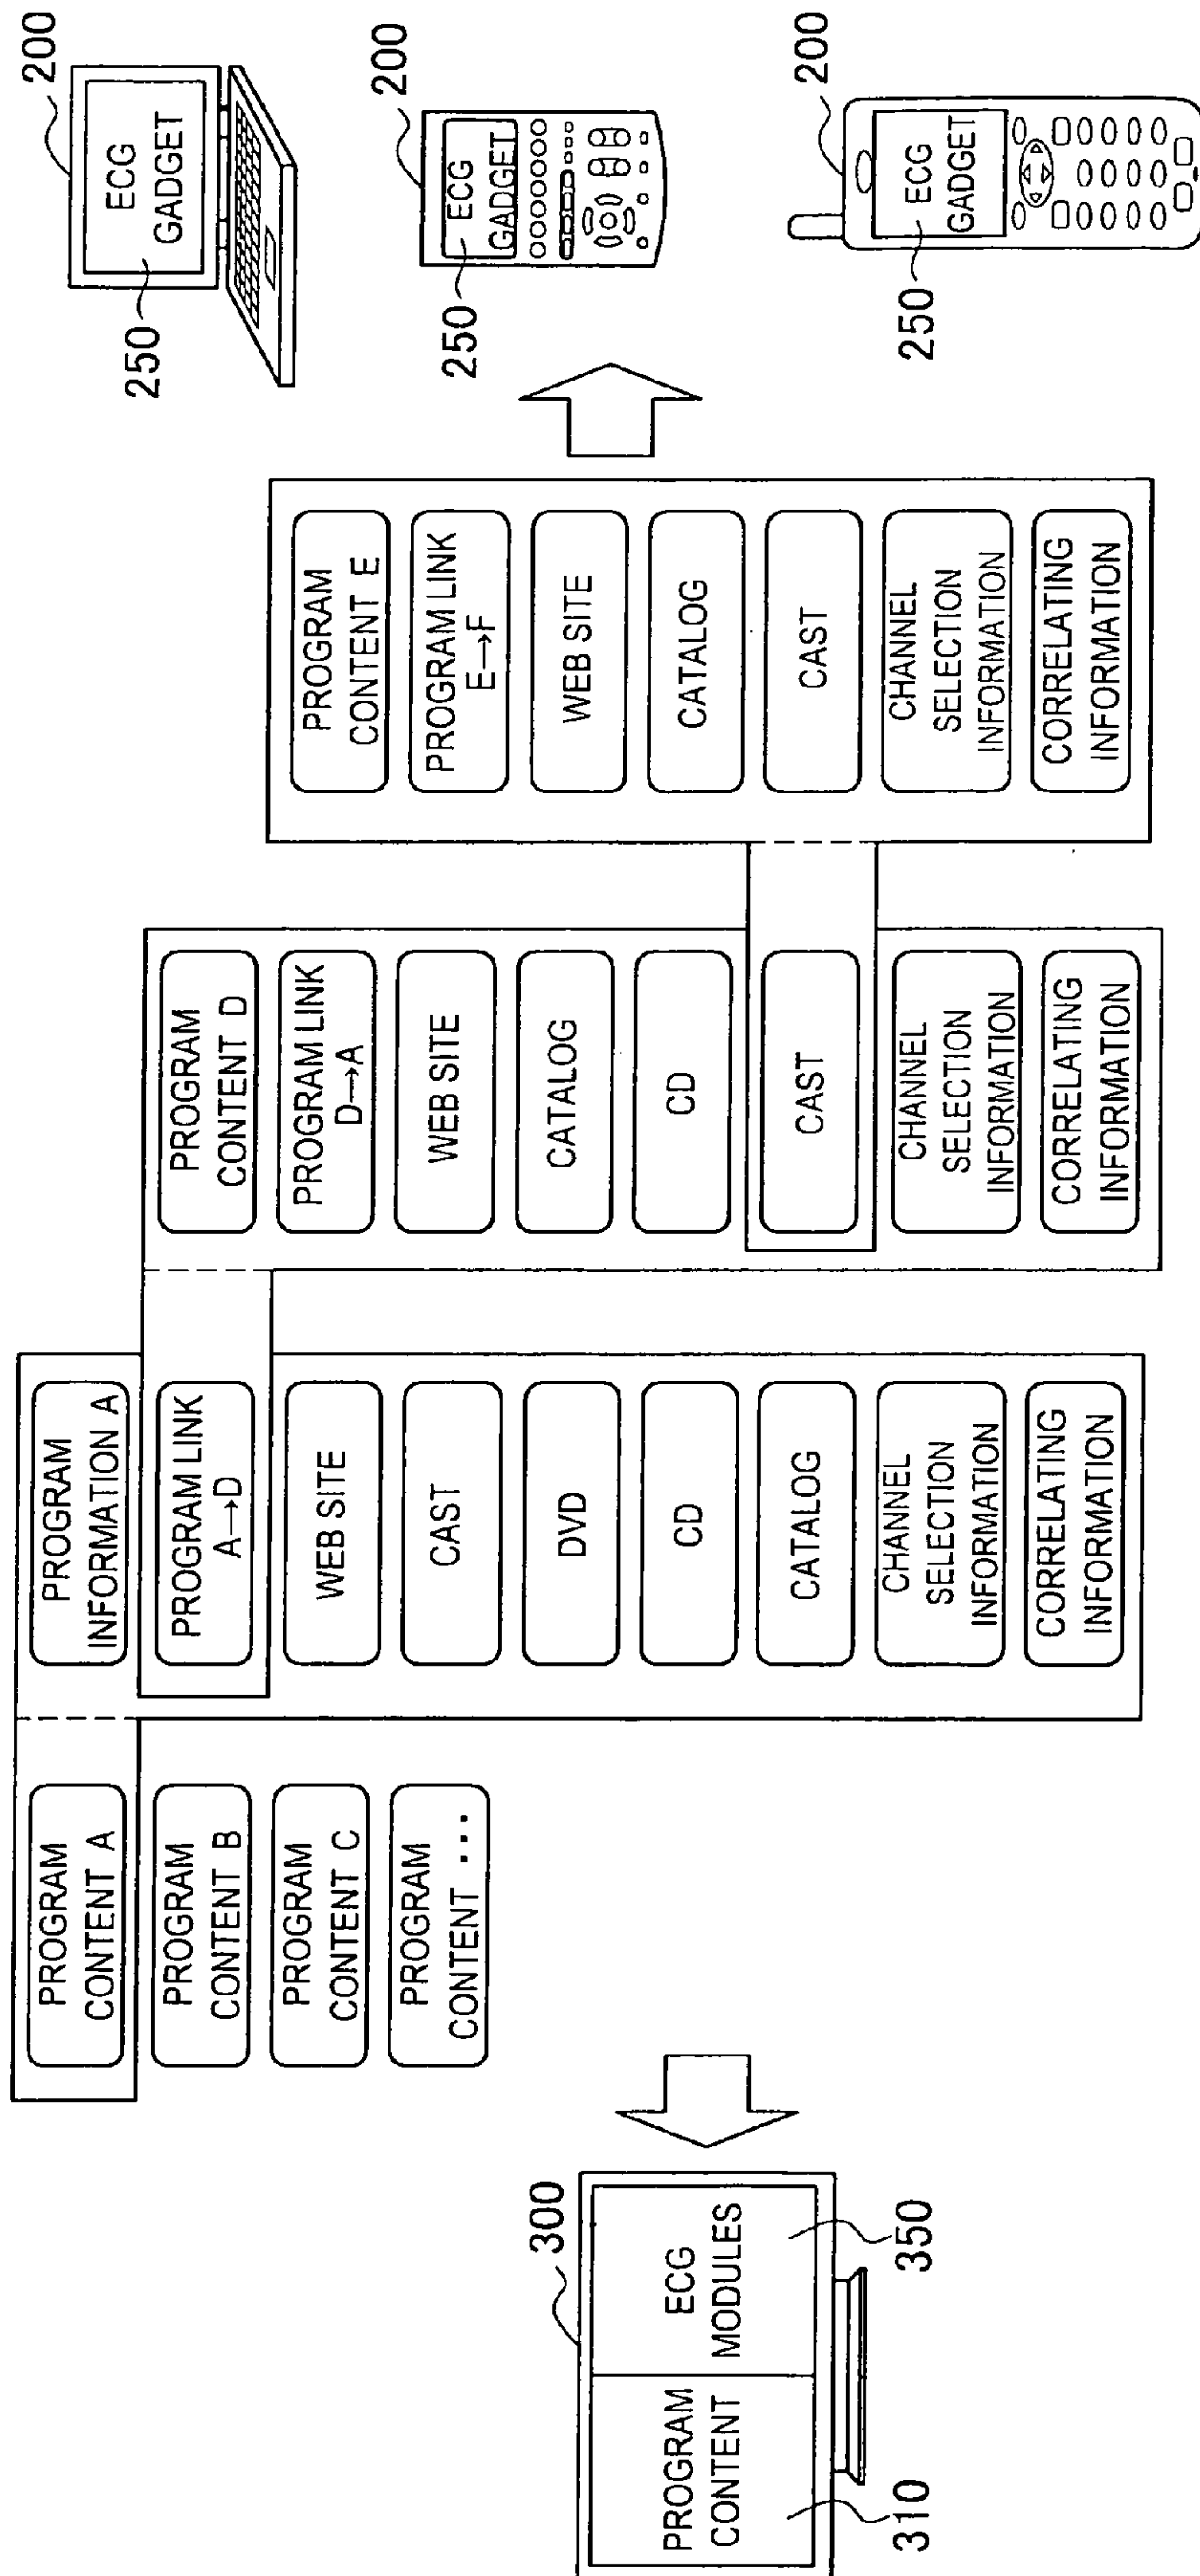 300
PROGRAM
CONTENT
ECG
MODULES
310
350
PROGRAM
CONTENT A
PROGRAM
CONTENT B
PROGRAM
CONTENT C
PROGRAM
CONTENT ...
PROGRAM
INFORMATION A
PROGRAM LINK
A→D
WEB SITE
CAST
DVD
CD
CATALOG
CHANNEL
SELECTION
INFORMATION
CORRELATING
INFORMATION
PROGRAM
CONTENT D
PROGRAM LINK
D→A
WEB SITE
CATALOG
CD
CAST
CHANNEL
SELECTION
INFORMATION
CORRELATING
INFORMATION
PROGRAM
CONTENT E
PROGRAM LINK
E→F
WEB SITE
CATALOG
CAST
CHANNEL
SELECTION
INFORMATION
CORRELATING
INFORMATION
200
ECG
GADGET
250
200
ECG
GADGET
250
200
ECG
GADGET
250